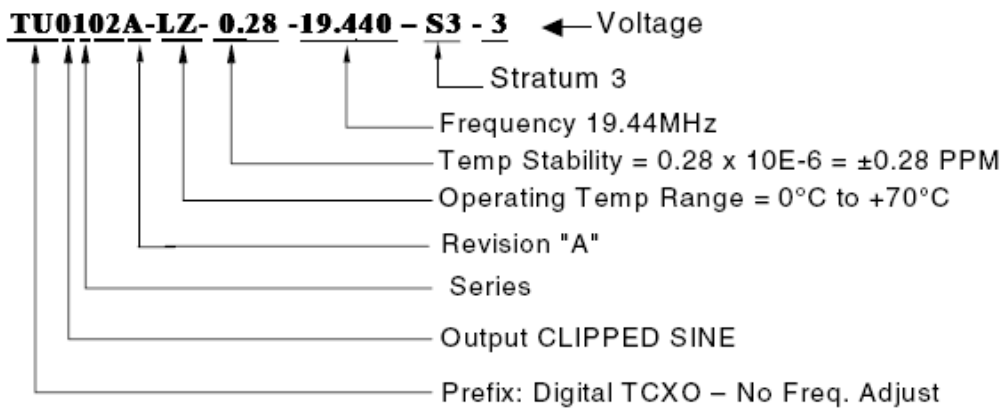 TU0102A-LZ- 0.28 -19.440 - S3 - 3 Voltage
Stratum 3
Frequency 19.44MHz
Temp Stability = 0.28 x 10E-6 = ±0.28 PPM
Operating Temp Range = 0°C to +70°C
Revision "A"
Series
Output CLIPPED SINE
Prefix: Digital TCXO – No Freq. Adjust